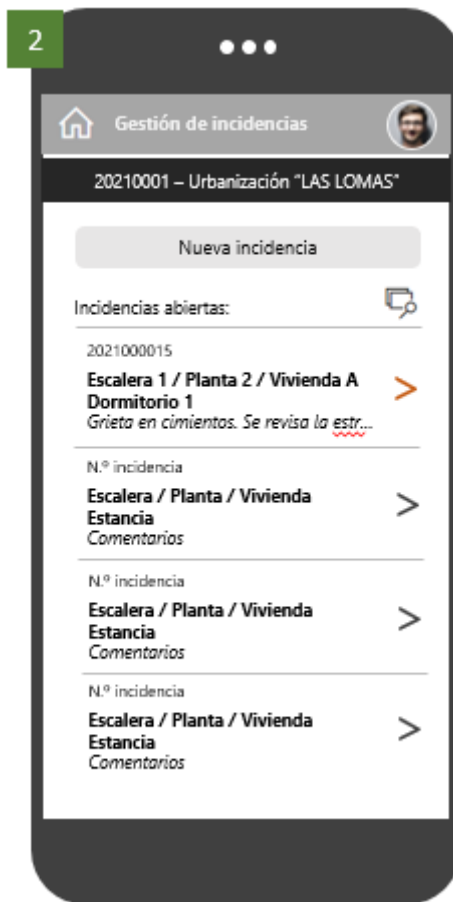 2
Gestión de incidencias
20210001 – Urbanización "LAS LOMAS"
Nueva incidencia
Incidencias abiertas:
2021000015
Escalera 1 / Planta 2 / Vivienda A
Dormitorio 1
Grieta en cimientos. Se revisa la estr...
N.º incidencia
Escalera / Planta / Vivienda
Estancia
Comentarios
N.º incidencia
Escalera / Planta / Vivienda
Estancia
Comentarios
N.º incidencia
Escalera / Planta / Vivienda
Estancia
Comentarios